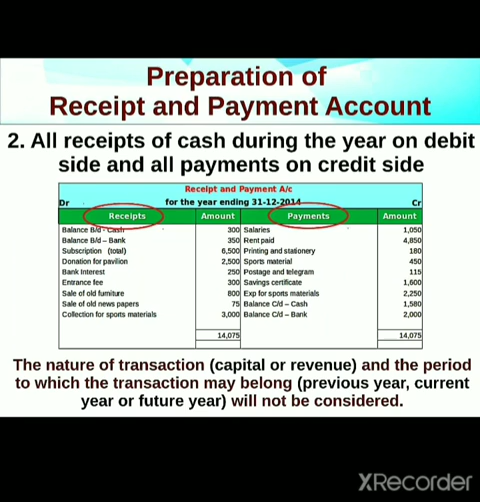 Preparation of
Receipt and Payment Account
2. All receipts of cash during the year on debit
side and all payments on credit side
Receipt and Payment A/c
Dr for the year ending 31-12-2014 Cr
Receipts Amount Payments Amount
Balance B/d - Cash 300 Salaries 1,050
Balance B/d – Bank 350 Rent paid 4,850
Subscription (total) 6,500 Printing and stationery 180
Donation for pavilion 2,500 Sports material 450
Bank Interest 250 Postage and telegram 115
Entrance fee 300 Savings certificate 1,600
Sale of old furniture 800 Exp for sports materials 2,250
Sale of old news papers 75 Balance C/d – Cash 1,580
Collection for sports materials 3,000 Balance C/d – Bank 2,000
14,075 14,075
The nature of transaction (capital or revenue) and the period
to which the transaction may belong (previous year, current
year or future year) will not be considered.
XRecorder